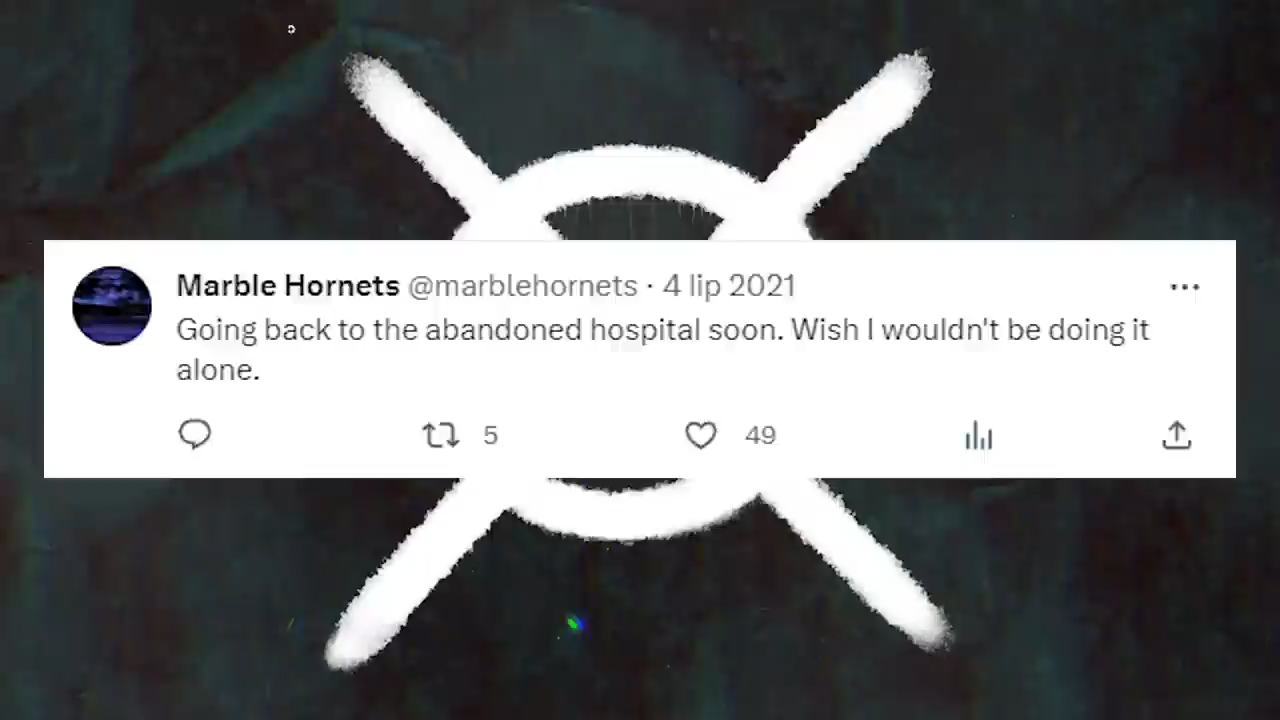 Marble Hornets @marblehornets · 4 lip 2021
Going back to the abandoned hospital soon. Wish I wouldn't be doing it
alone.
5 49